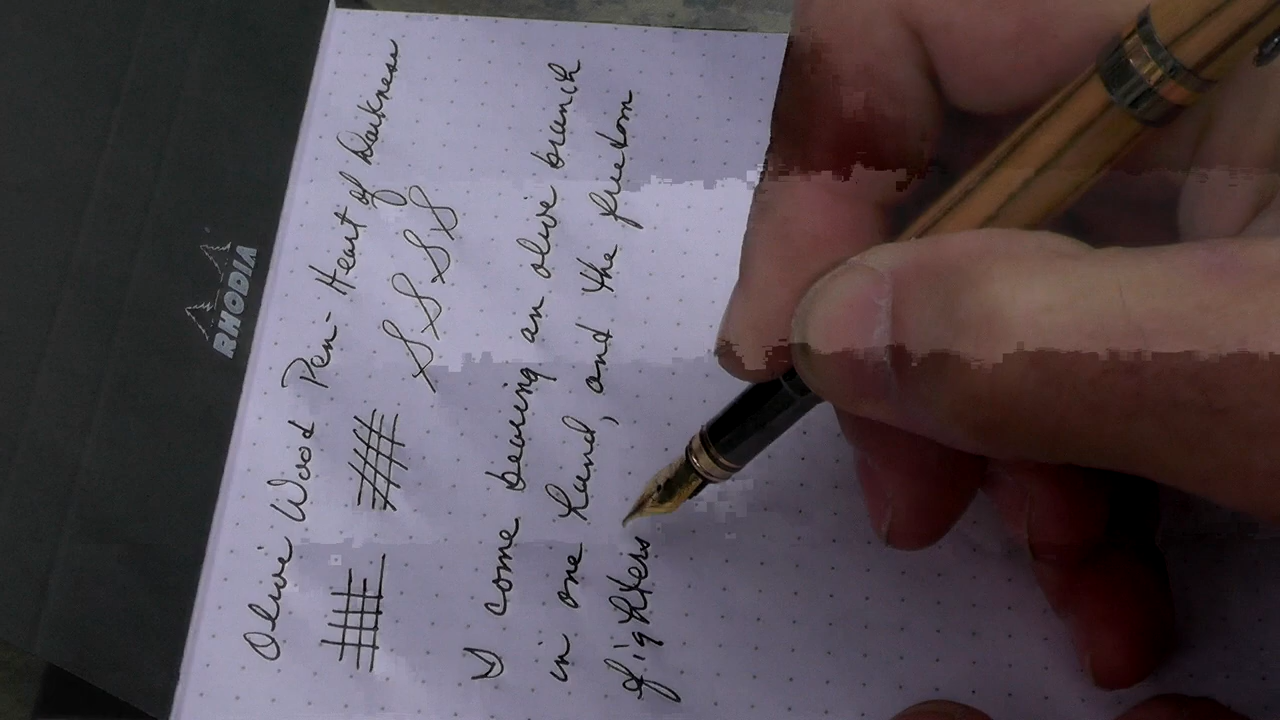 RHODIA
Olive Wood Pen - Heart of Darkness
S S S S
I come bearing an olive branch
in one hand, and the freedom
fighters